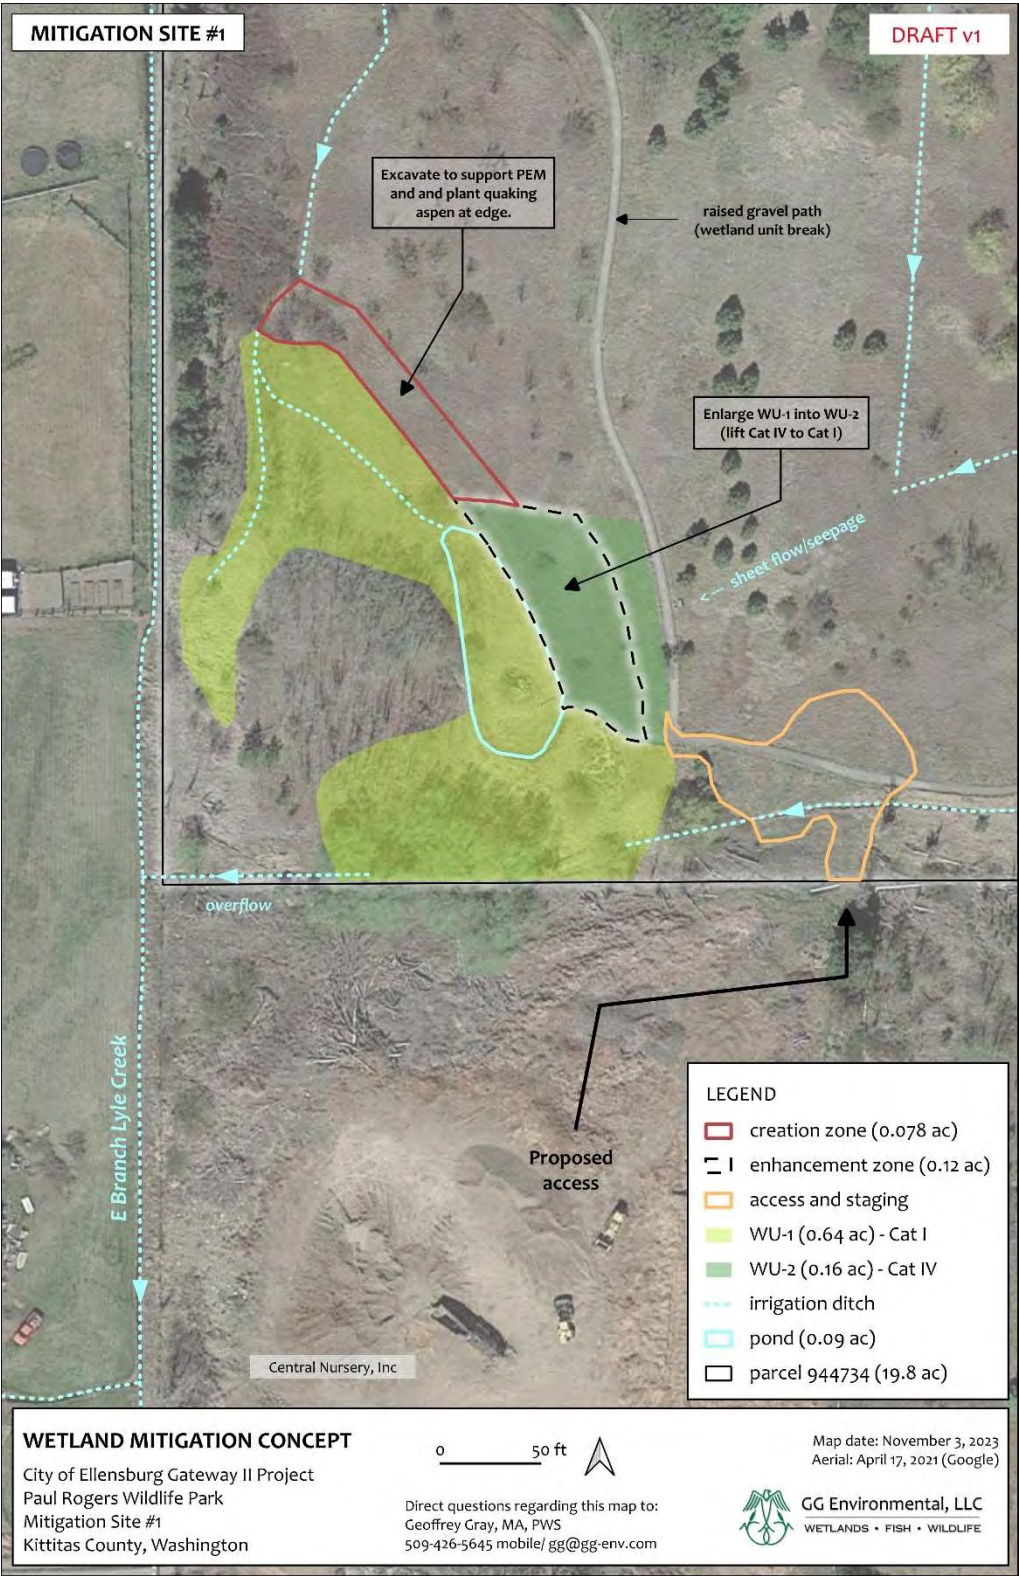 MITIGATION SITE #1
DRAFT v1
Excavate to support PEM
and and plant quaking
aspen at edge.
raised gravel path
(wetland unit break)
Enlarge WU-1 into WU-2
(lift Cat IV to Cat I)
<--- sheet flow/seepage
overflow
E Branch Lyle Creek
Proposed
access
Central Nursery, Inc
LEGEND
creation zone (0.078 ac)
enhancement zone (0.12 ac)
access and staging
WU-1 (0.64 ac) - Cat I
WU-2 (0.16 ac) - Cat IV
irrigation ditch
pond (0.09 ac)
parcel 944734 (19.8 ac)
WETLAND MITIGATION CONCEPT
City of Ellensburg Gateway II Project
Paul Rogers Wildlife Park
Mitigation Site #1
Kittitas County, Washington
0 50 ft
Direct questions regarding this map to:
Geoffrey Gray, MA, PWS
509-426-5645 mobile/ gg@gg-env.com
Map date: November 3, 2023
Aerial: April 17, 2021 (Google)
GG Environmental, LLC
WETLANDS • FISH • WILDLIFE